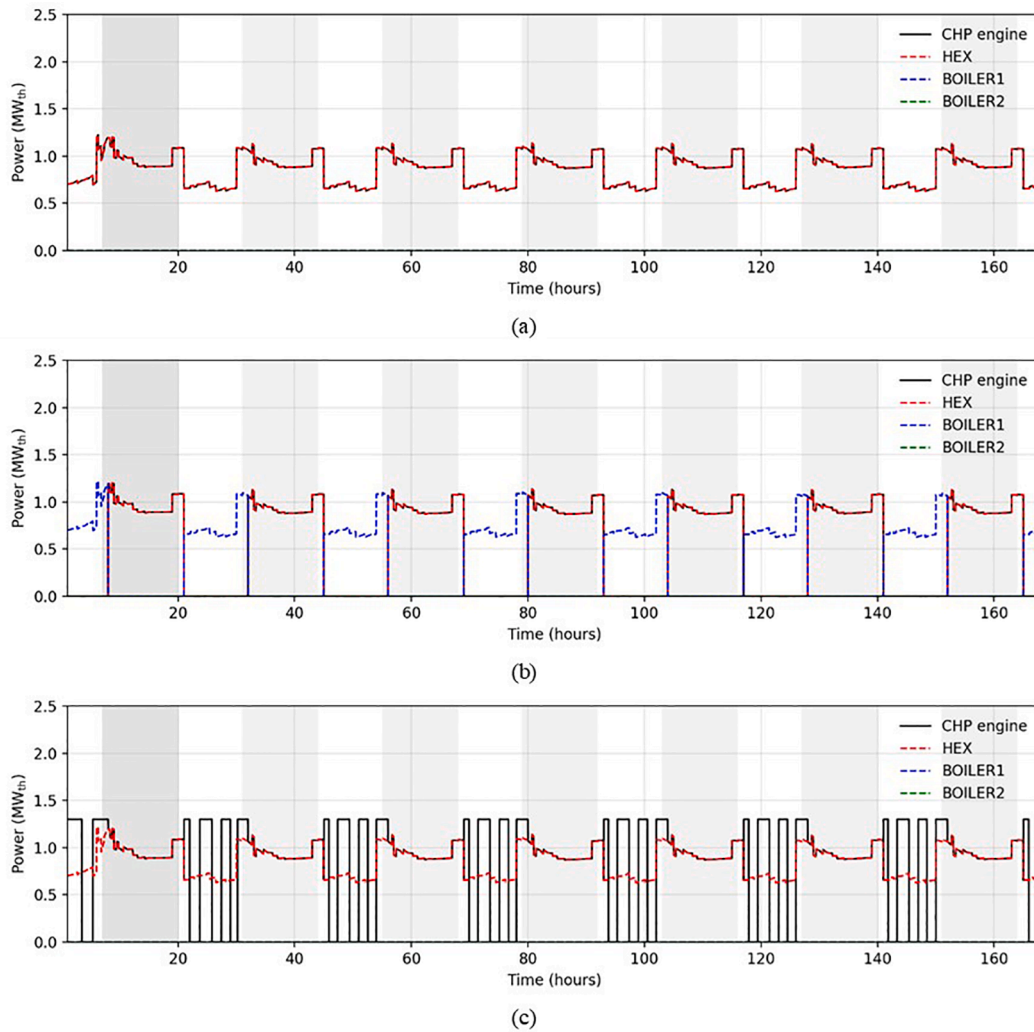 2.5
2.0
1.5
1.0
0.5
0.0
Power (MWth)
CHP engine
HEX
BOILER1
BOILER2
20 40 60 80 100 120 140 160
Time (hours)
(a)
2.5
2.0
1.5
1.0
0.5
0.0
Power (MWth)
CHP engine
HEX
BOILER1
BOILER2
20 40 60 80 100 120 140 160
Time (hours)
(b)
2.5
2.0
1.5
1.0
0.5
0.0
Power (MWth)
CHP engine
HEX
BOILER1
BOILER2
20 40 60 80 100 120 140 160
Time (hours)
(c)